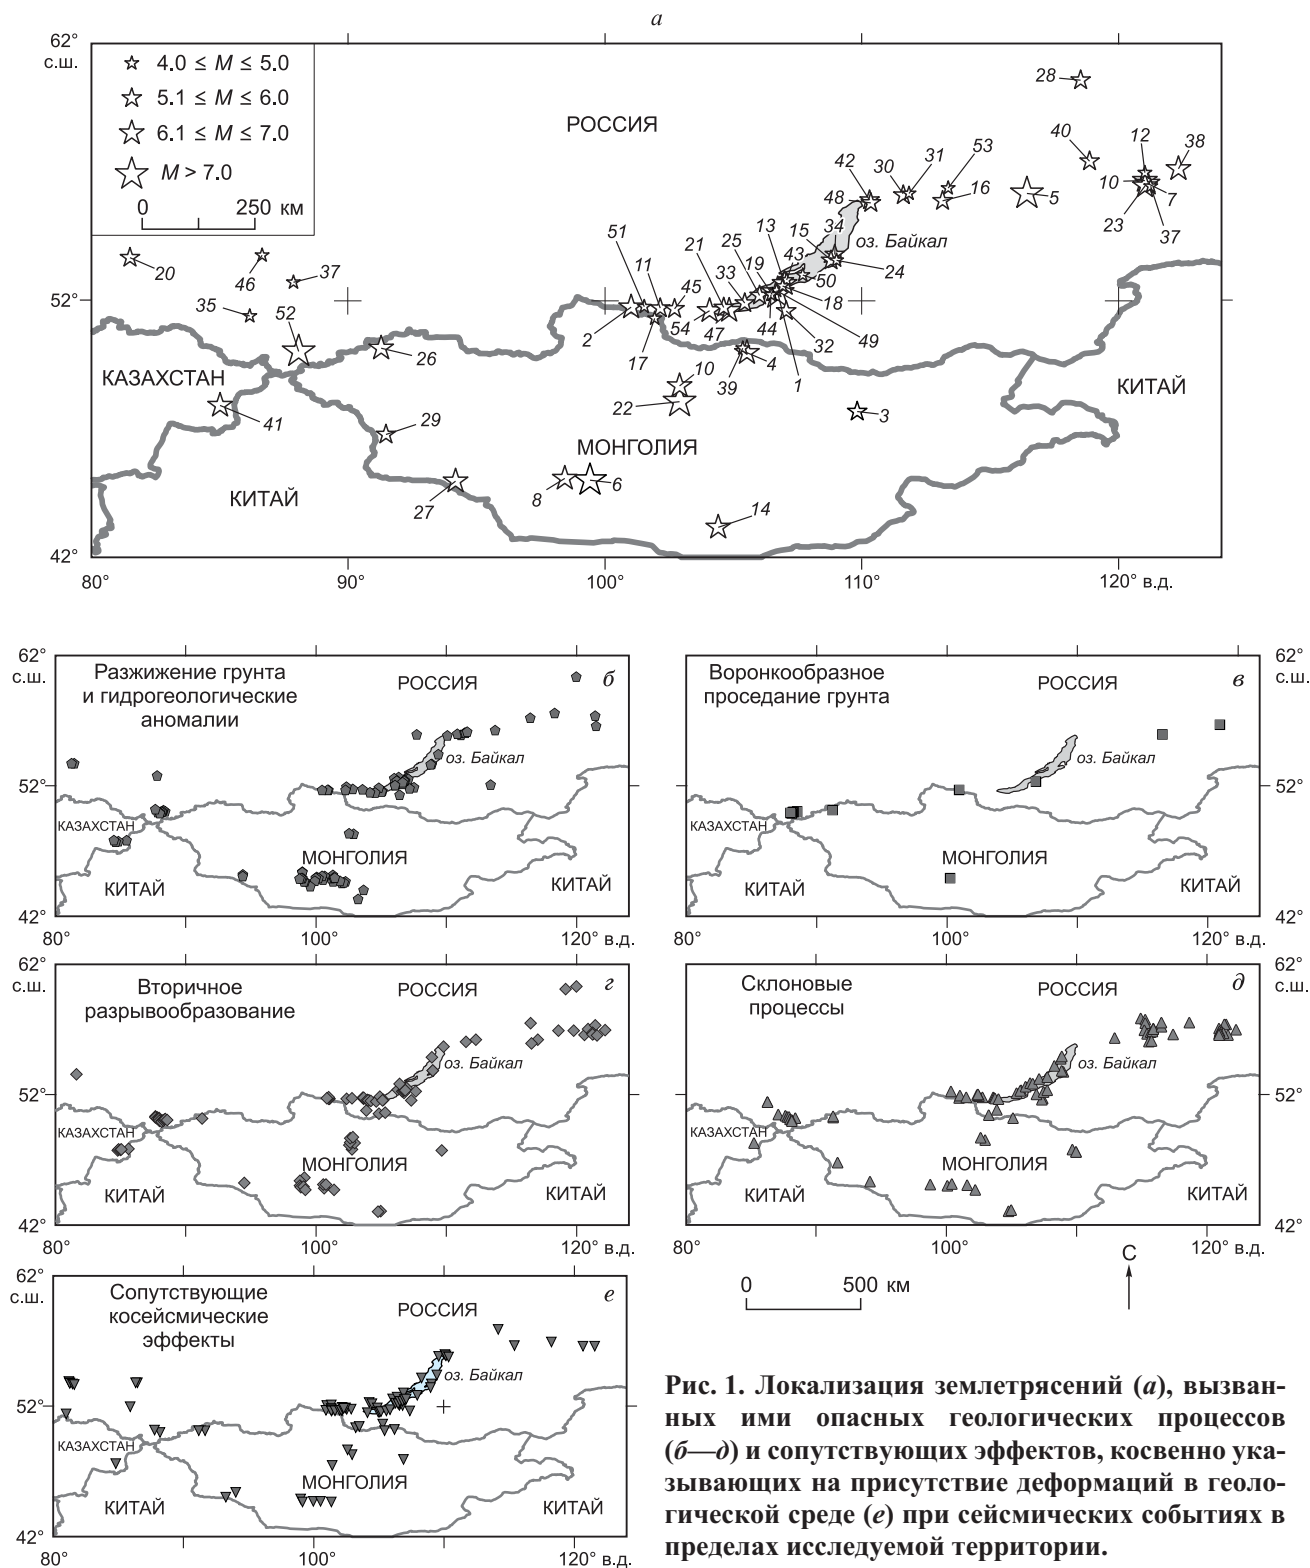 а
62°
с.ш.
4.0 ≤ M ≤ 5.0
5.1 ≤ M ≤ 6.0
6.1 ≤ M ≤ 7.0
M > 7.0
0 250 км
РОССИЯ
28
40
12
38
10
7
23
37
42
30
31
53
48
16
5
34
15
13
оз. Байкал
24
43
50
25
19
21
33
18
51
11
45
2
17
54
47
44
49
32
1
39
4
20
46
37
35
52
52°
26
10
22
3
КАЗАХСТАН
КИТАЙ
41
29
МОНГОЛИЯ
8
6
КИТАЙ
27
14
42°
80° 90° 100° 110° 120° в.д.
62°
с.ш.
Разжижение грунта
и гидрогеологические
аномалии
РОССИЯ
б
оз. Байкал
52°
КАЗАХСТАН
МОНГОЛИЯ
КИТАЙ
КИТАЙ
42°
80° 100° 120° в.д.
Воронкообразное
проседание грунта
РОССИЯ
в
62°
с.ш.
оз. Байкал
52°
КАЗАХСТАН
МОНГОЛИЯ
КИТАЙ
КИТАЙ
42°
80° 100° 120° в.д.
62°
с.ш.
Вторичное
разрывообразование
РОССИЯ
г
оз. Байкал
52°
КАЗАХСТАН
МОНГОЛИЯ
КИТАЙ
КИТАЙ
42°
80° 100° 120° в.д.
Склоновые
процессы
РОССИЯ
д
62°
с.ш.
оз. Байкал
52°
КАЗАХСТАН
МОНГОЛИЯ
КИТАЙ
КИТАЙ
42°
80° 100° 120° в.д.
0 500 км
С
62°
с.ш.
Сопутствующие
косейсмические
эффекты
РОССИЯ
е
оз. Байкал
52°
КАЗАХСТАН
МОНГОЛИЯ
КИТАЙ
КИТАЙ
42°
80° 100° 120° в.д.
Рис. 1. Локализация землетрясений (а), вызван-
ных ими опасных геологических процессов
(б—д) и сопутствующих эффектов, косвенно ука-
зывающих на присутствие деформаций в геоло-
гической среде (е) при сейсмических событиях в
пределах исследуемой территории.